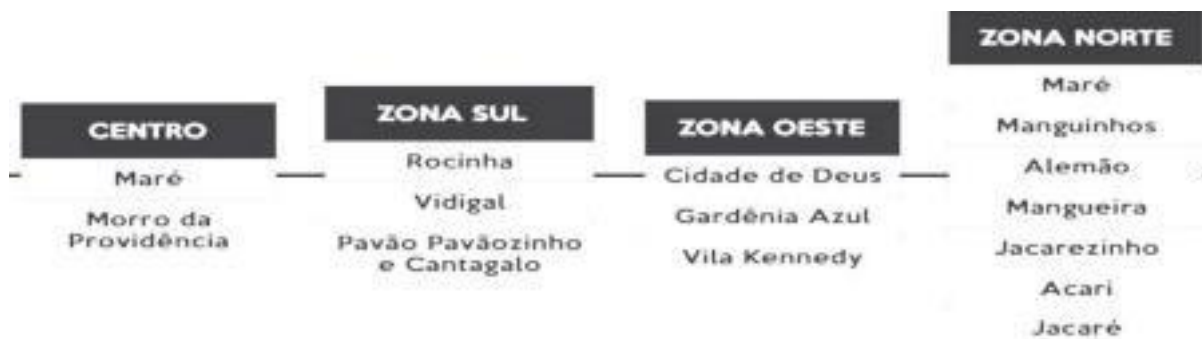 CENTRO
Maré
Morro da
Providência
ZONA SUL
Rocinha
Vidigal
Pavão Pavãozinho
e Cantagalo
ZONA OESTE
Cidade de Deus
Gardênia Azul
Vila Kennedy
ZONA NORTE
Maré
Manguinhos
Alemão
Mangueira
Jacarezinho
Acari
Jacaré